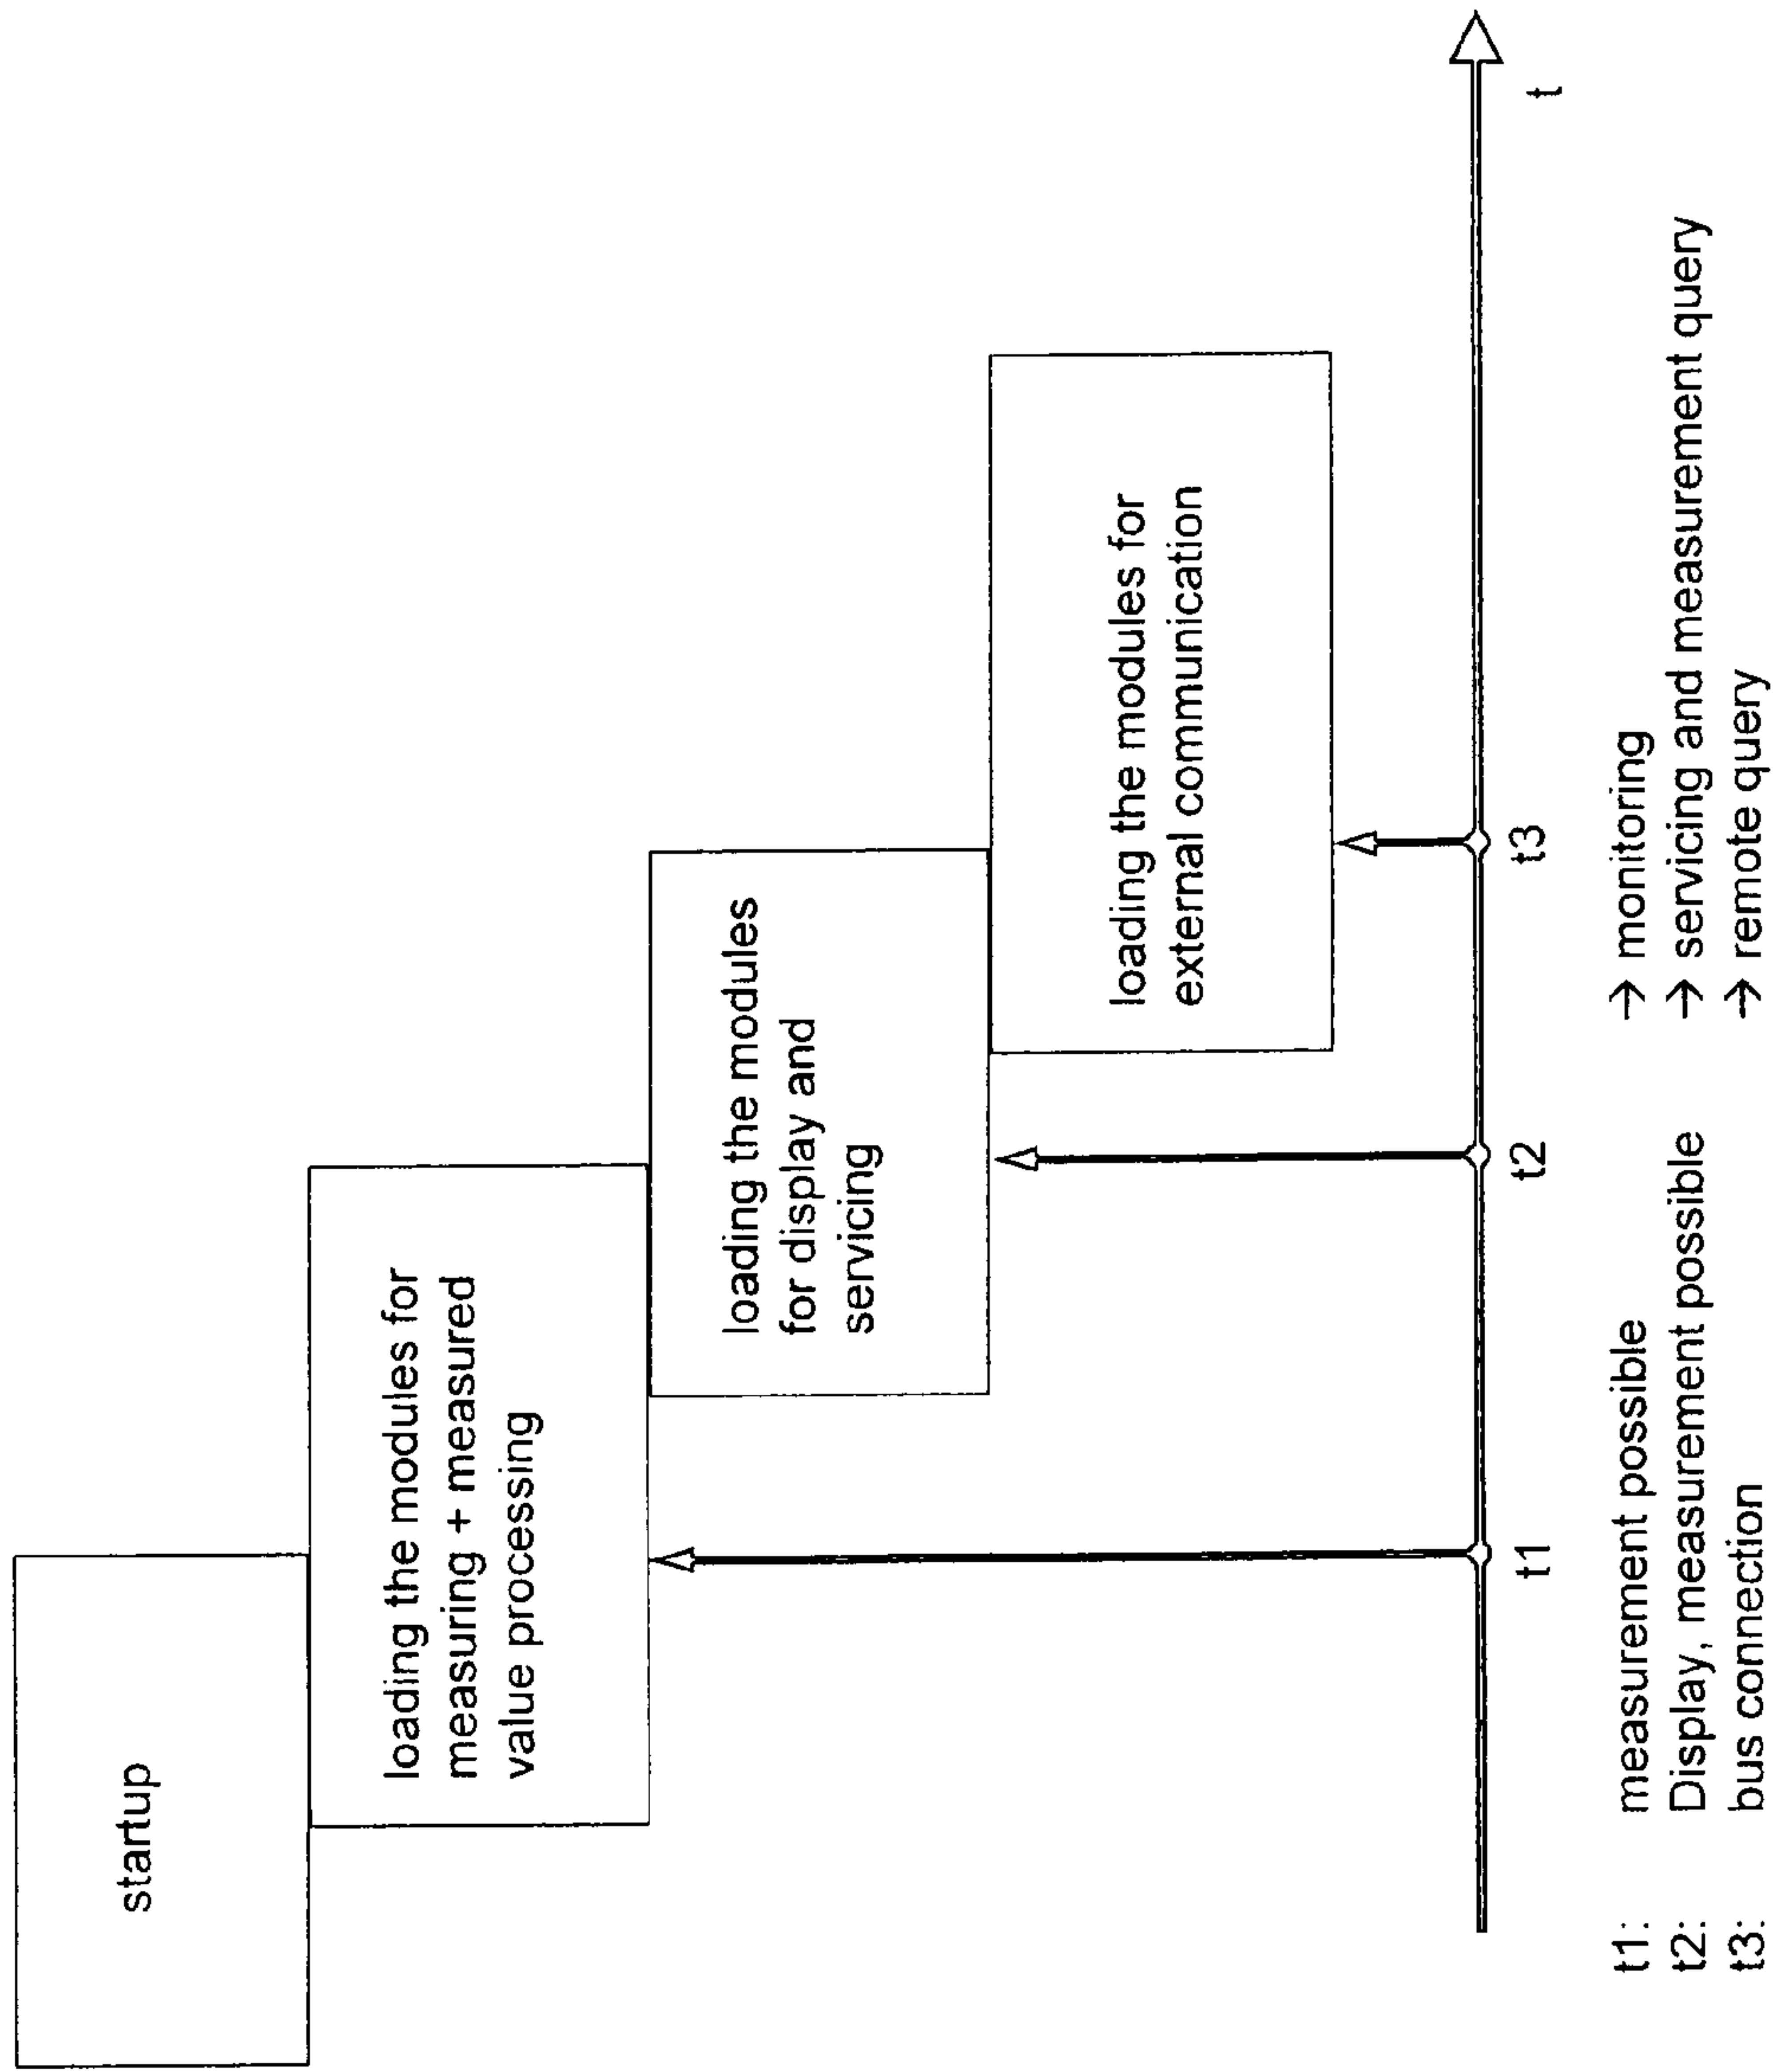 startup
loading the modules for
measuring + measured
value processing
loading the modules
for display and
servicing
loading the modules for
external communication
t1
t2
t3
t
t1: measurement possible → monitoring
t2: Display, measurement possible → servicing and measurement query
t3: bus connection → remote query